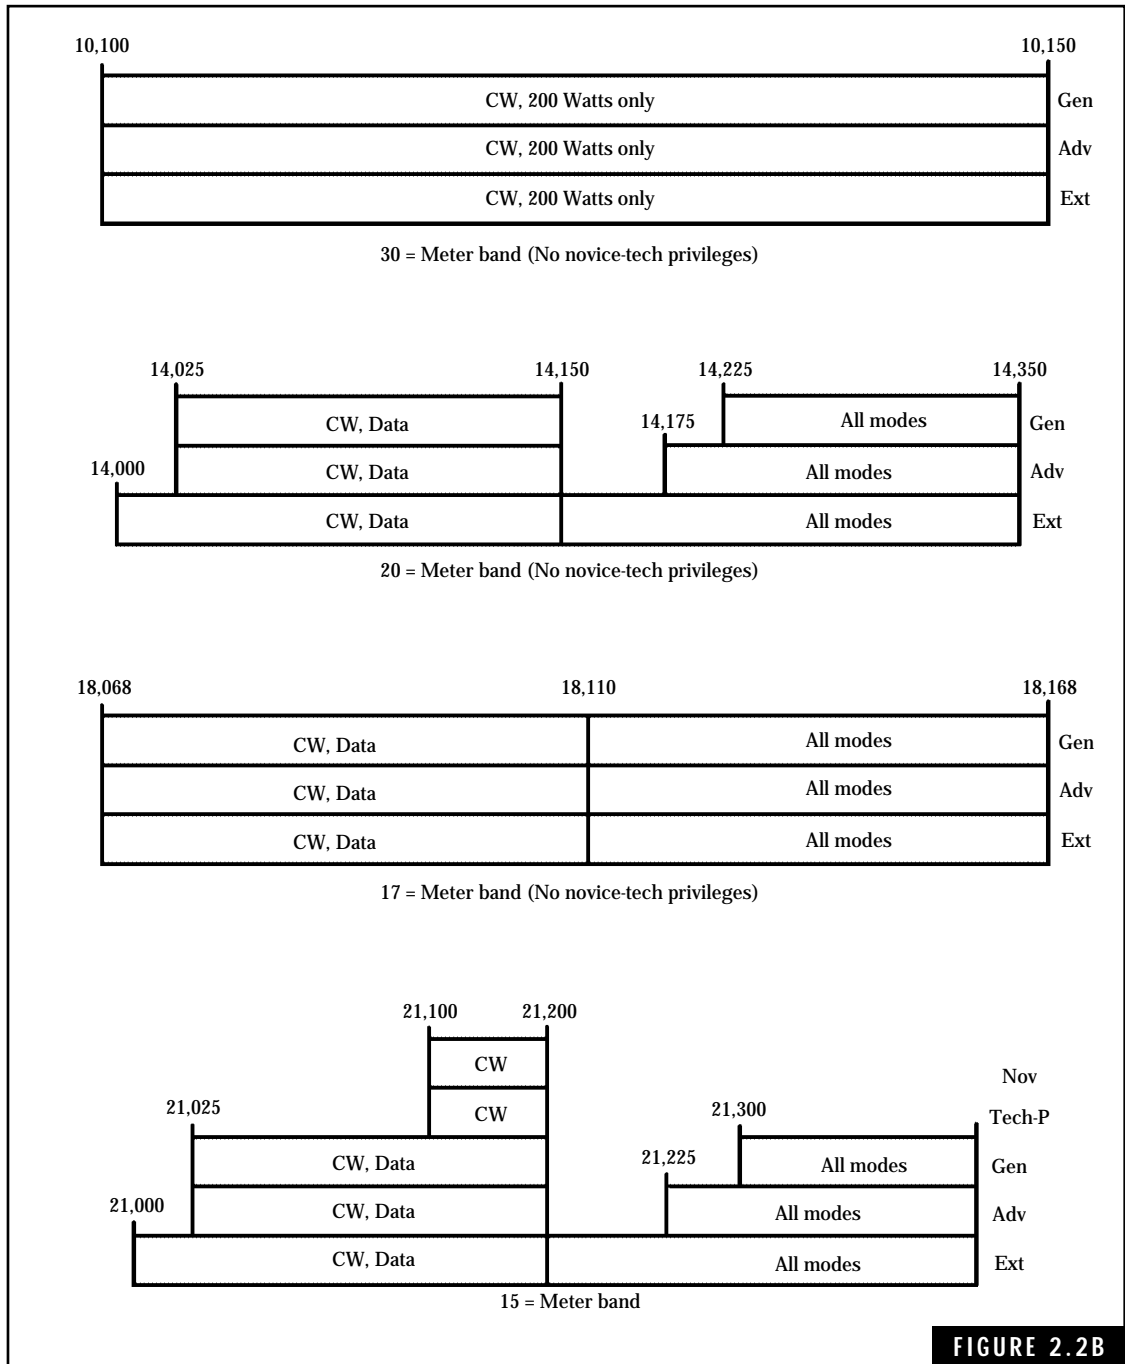 10,100 10,150
CW, 200 Watts only Gen
CW, 200 Watts only Adv
CW, 200 Watts only Ext
30 = Meter band (No novice-tech privileges)
14,025 14,150 14,225 14,350
CW, Data 14,175 All modes Gen
14,000 CW, Data All modes Adv
CW, Data All modes Ext
20 = Meter band (No novice-tech privileges)
18,068 18,110 18,168
CW, Data All modes Gen
CW, Data All modes Adv
CW, Data All modes Ext
17 = Meter band (No novice-tech privileges)
21,100 21,200
CW Nov
21,025 CW 21,300 Tech-P
CW, Data 21,225 All modes Gen
21,000 CW, Data All modes Adv
CW, Data All modes Ext
15 = Meter band
FIGURE 2.2B